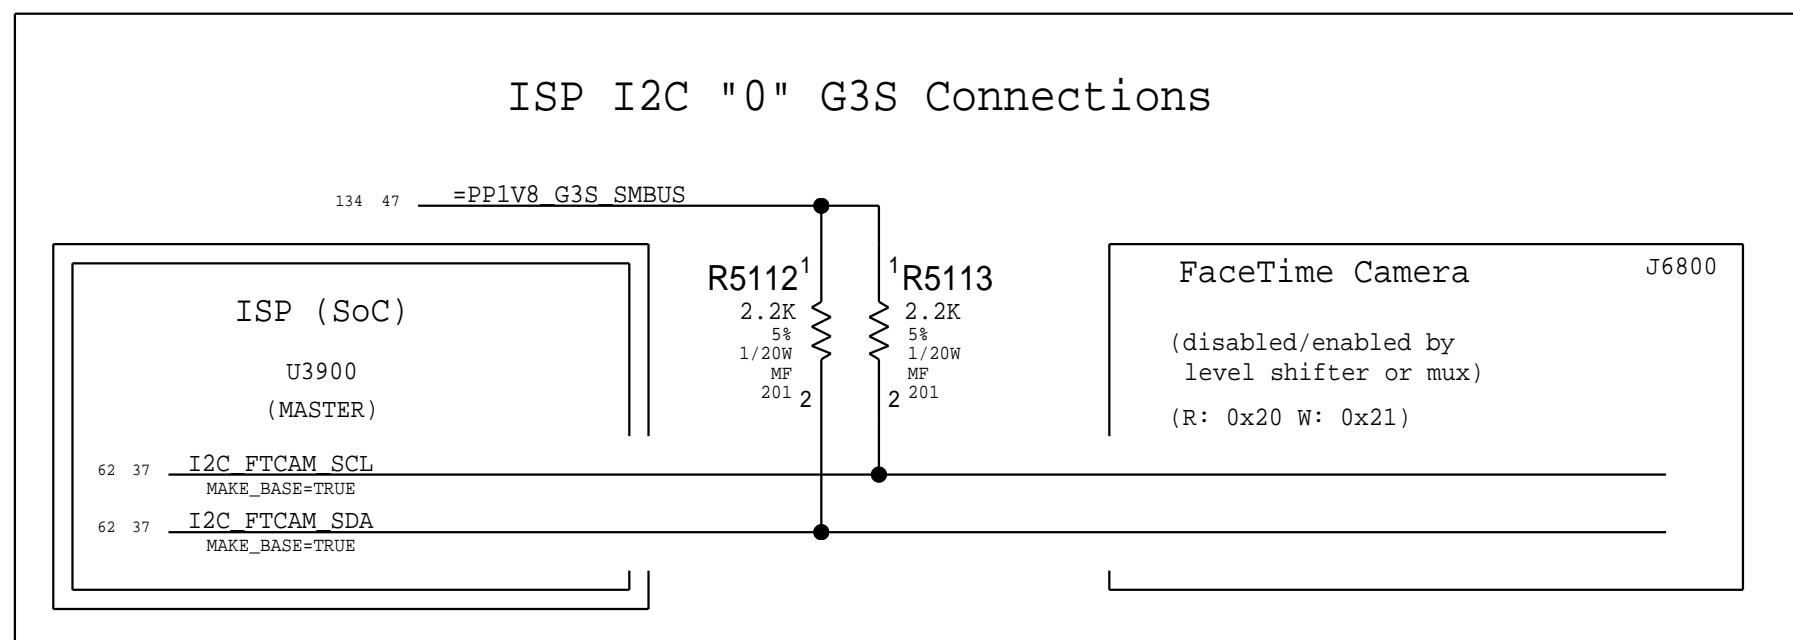 ISP I2C "0" G3S Connections
134 47 =PP1V8_G3S_SMBUS
ISP (SoC)
U3900
(MASTER)
R5112 1
2.2K
5%
1/20W
MF
201 2
1 R5113
2.2K
5%
1/20W
MF
2 201
FaceTime Camera J6800
(disabled/enabled by
level shifter or mux)
(R: 0x20 W: 0x21)
62 37 I2C_FTCAM_SCL
MAKE_BASE=TRUE
62 37 I2C_FTCAM_SDA
MAKE_BASE=TRUE